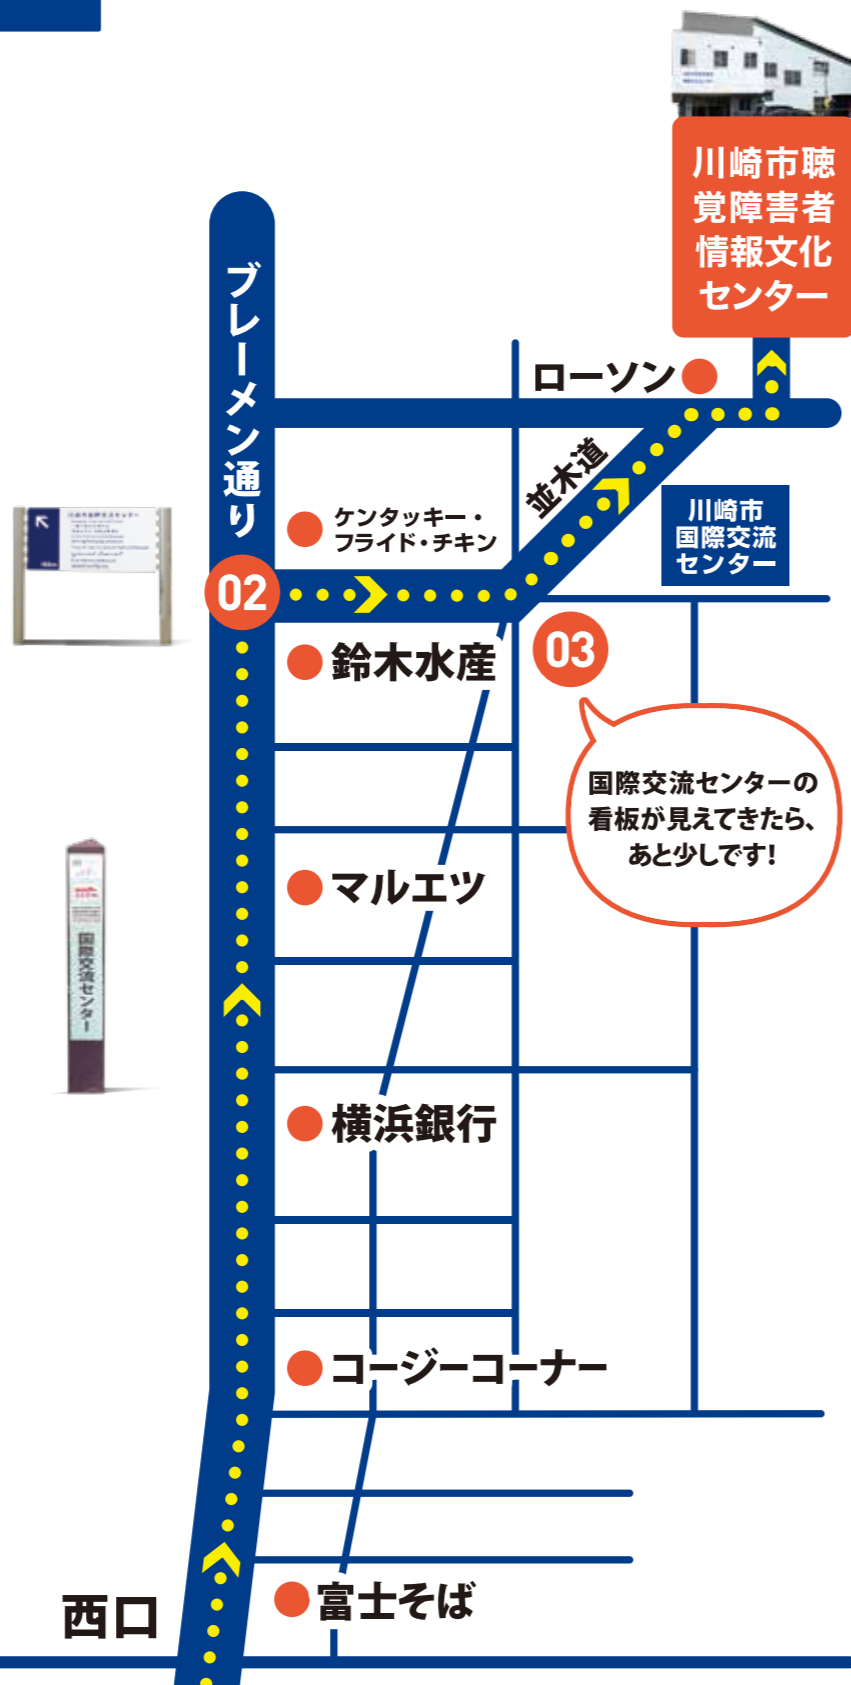 川崎市聴
覚障害者
情報文化
センター
ブレーメン通り
ローソン
並木道
川崎市
国際交流
センター
ケンタッキー・
フライド・チキン
02
鈴木水産
03
国際交流センターの
看板が見えてきたら、
あと少しです!
マルエツ
国際交流センター
横浜銀行
コージーコーナー
西口
富士そば